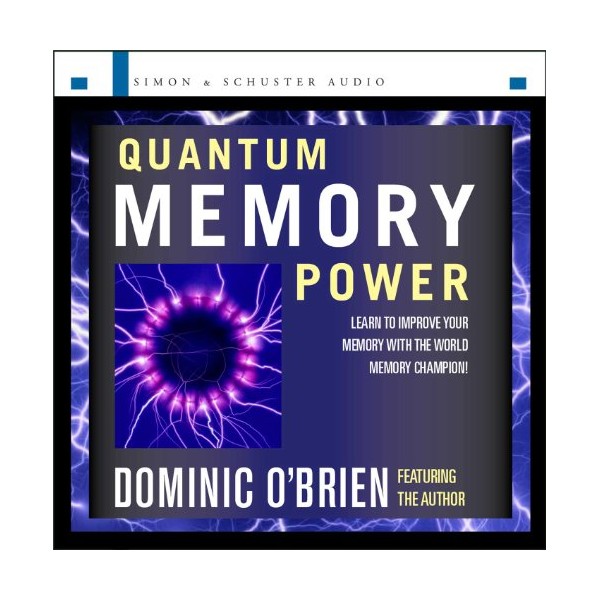 SIMON & SCHUSTER AUDIO
QUANTUM
MEMORY
POWER
LEARN TO IMPROVE YOUR
MEMORY WITH THE WORLD
MEMORY CHAMPION!
DOMINIC O'BRIEN
FEATURING
THE AUTHOR